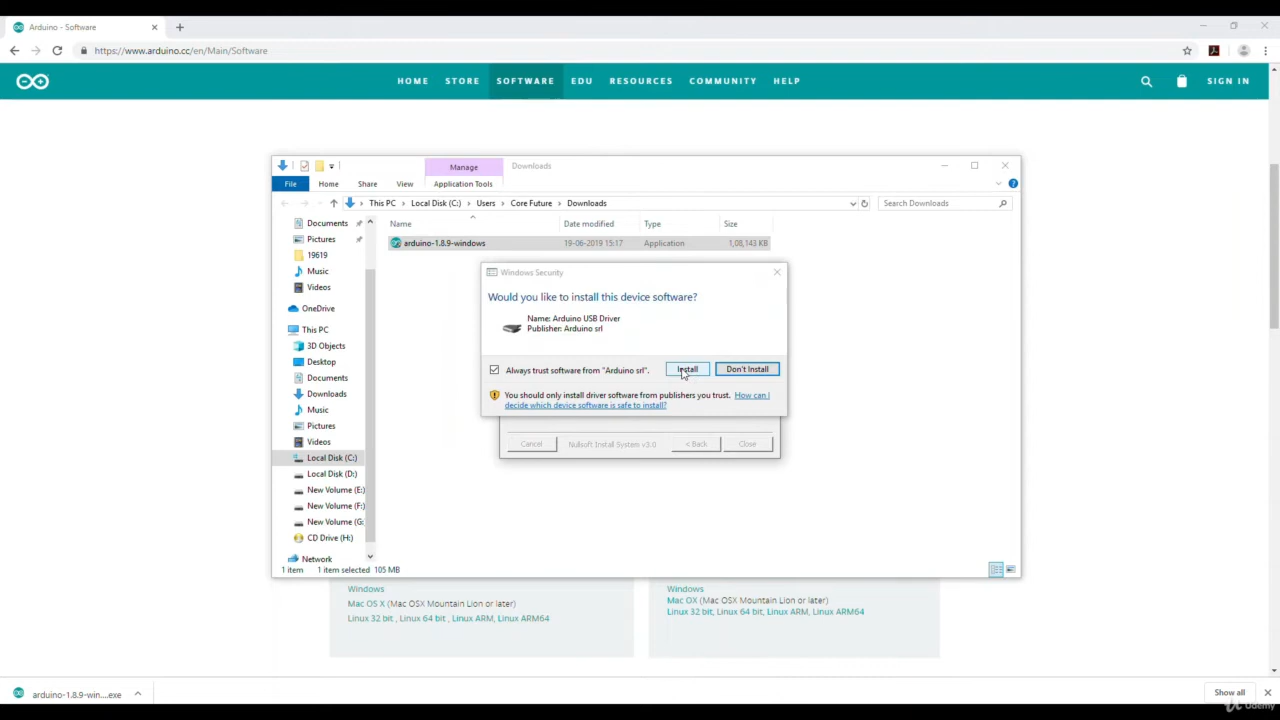 Arduino - Software
https://www.arduino.cc/en/Main/Software
HOME STORE SOFTWARE EDU RESOURCES COMMUNITY HELP SIGN IN
Manage Downloads
File Home Share View Application Tools
This PC > Local Disk (C:) > Users > Core Future > Downloads
Search Downloads
Name Date modified Type Size
arduino-1.8.9-windows 19-06-2019 15:17 Application 1,08,143 KB
Documents
Pictures
19619
Music
Videos
OneDrive
This PC
3D Objects
Desktop
Documents
Downloads
Music
Pictures
Videos
Local Disk (C:)
Local Disk (D:)
New Volume (E:)
New Volume (F:)
New Volume (G:
CD Drive (H:)
Network
1 item 1 item selected 105 MB
Windows Security
Would you like to install this device software?
Name: Arduino USB Driver
Publisher: Arduino srl
Always trust software from "Arduino srl".
Install
Don't Install
You should only install driver software from publishers you trust. How can I
decide which device software is safe to install?
Cancel Nullsoft Install System v3.0 < Back Close
Windows
Mac OS X (Mac OSX Mountain Lion or later)
Linux 32 bit , Linux 64 bit , Linux ARM, Linux ARM64
Windows
Mac OX (Mac OSX Mountain Lion or later)
Linux 32 bit, Linux 64 bit, Linux ARM, Linux ARM64
arduino-1.8.9-win....exe
Show all
Udemy